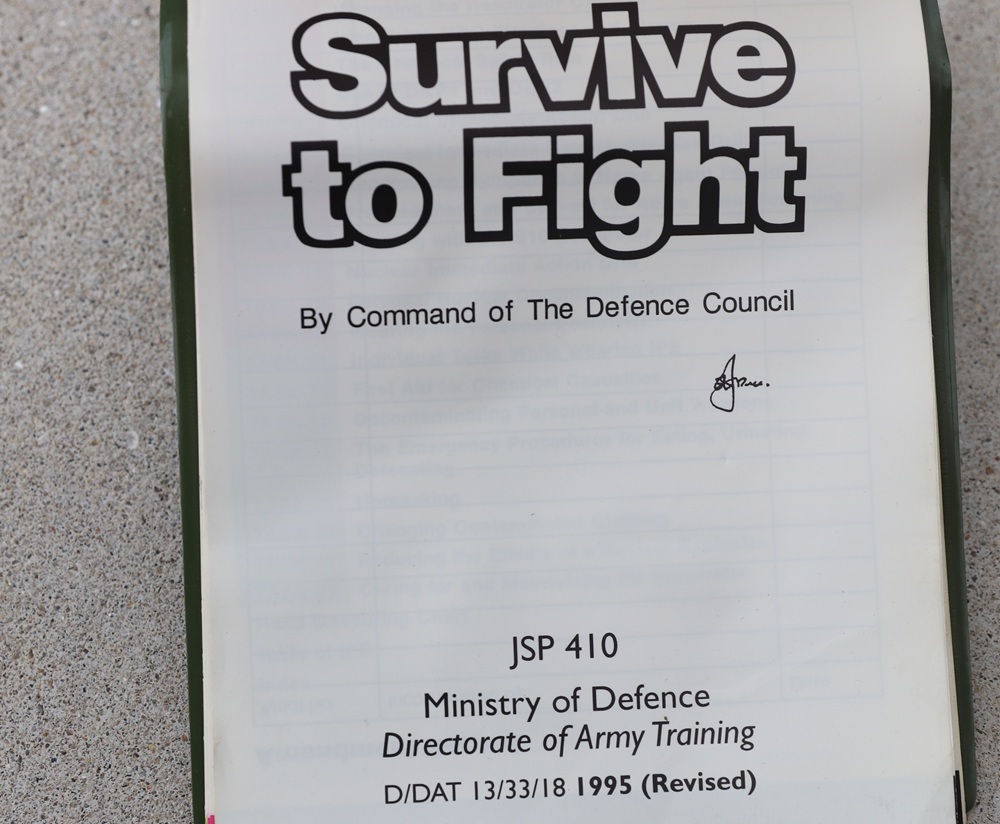 Survive
to Fight
By Command of The Defence Council
JSP 410
Ministry of Defence
Directorate of Army Training
D/DAT 13/33/18 1995 (Revised)